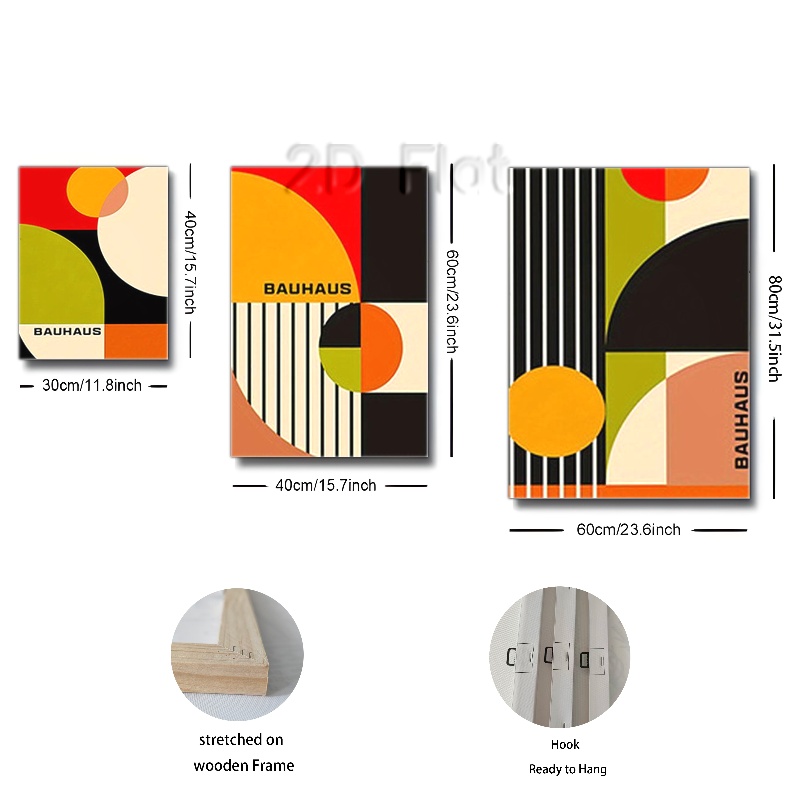 2D Flat
BAUHAUS
40cm/15.7inch
30cm/11.8inch
BAUHAUS
60cm/23.6inch
40cm/15.7inch
BAUHAUS
80cm/31.5inch
60cm/23.6inch
stretched on
wooden Frame
Hook
Ready to Hang